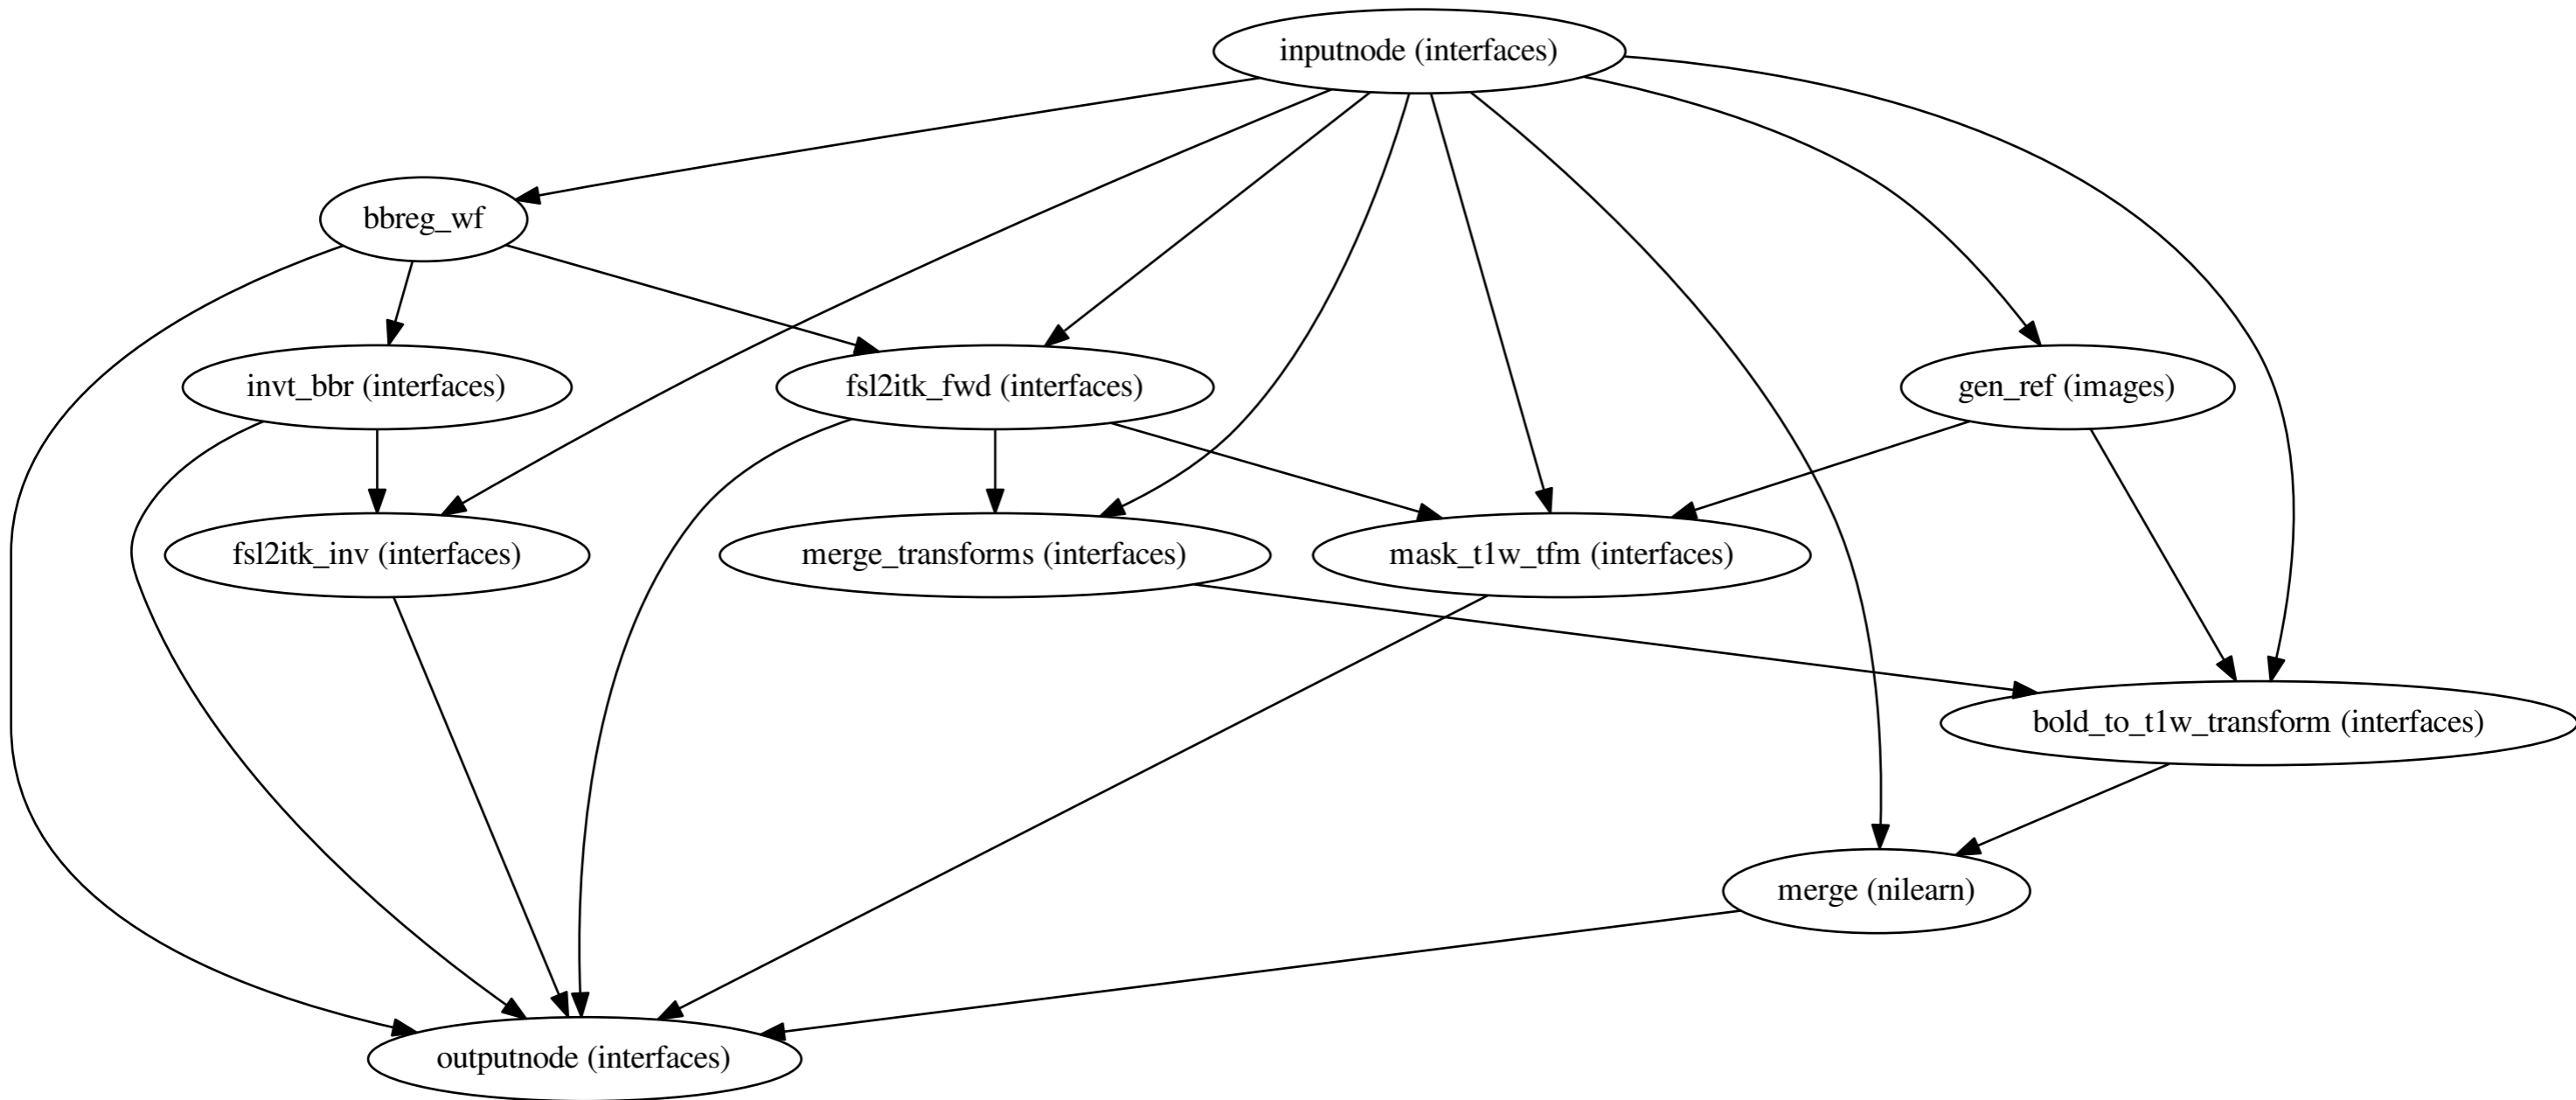 inputnode (interfaces)
bbreg_wf
invt_bbr (interfaces)
fsl2itk_fwd (interfaces)
gen_ref (images)
fsl2itk_inv (interfaces)
merge_transforms (interfaces)
mask_t1w_tfm (interfaces)
bold_to_t1w_transform (interfaces)
merge (nilearn)
outputnode (interfaces)